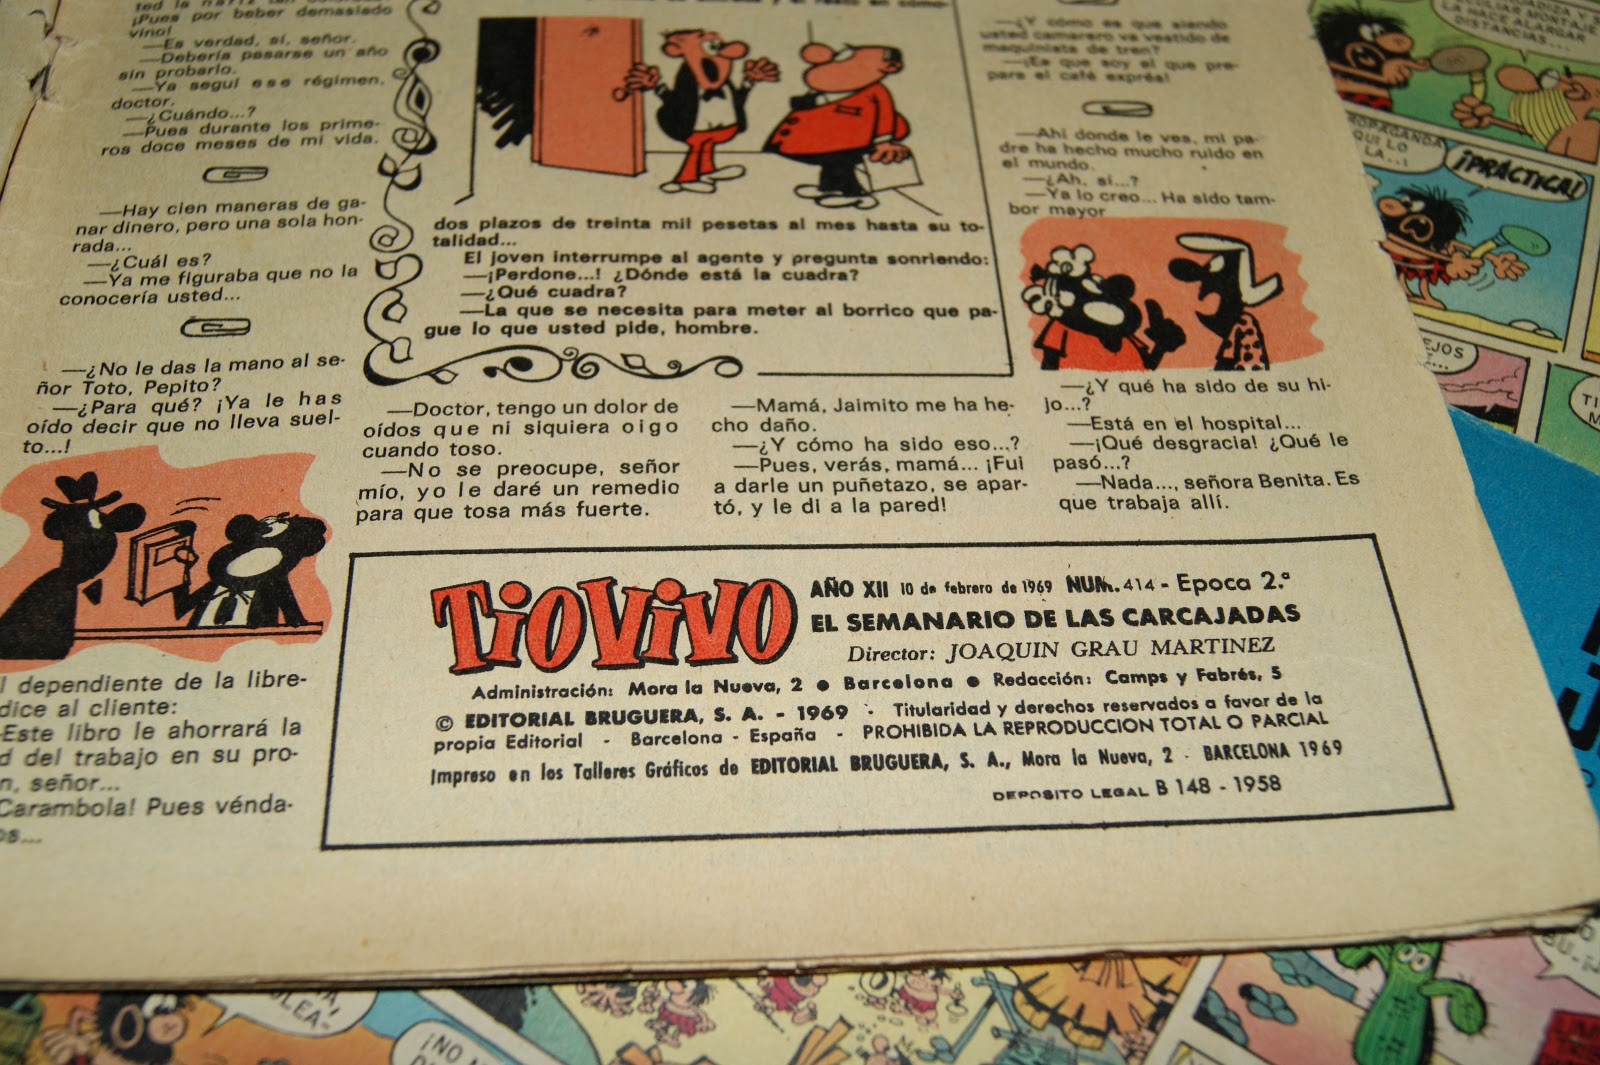 ¡Pues por beber demasiado
vino!
—Es verdad, sí, señor.
—Debería pasarse un año
sin probarlo.
—Ya seguí ese régimen,
doctor.
—¿Cuándo...?
—Pues durante los prime-
ros doce meses de mi vida.
—Hay cien maneras de ga-
nar dinero, pero una sola hon-
rada...
—¿Cuál es?
—Ya me figuraba que no la
conocería usted...
—¿No le das la mano al se-
ñor Toto, Pepito?
—¿Para qué? ¡Ya le has
oído decir que no lleva suel-
to...!
l dependiente de la libre-
dice al cliente:
Este libro le ahorrará la
d del trabajo en su pro-
n, señor...
Carambola! Pues vénda-
os...
dos plazos de treinta mil pesetas al mes hasta su to-
talidad...
El joven interrumpe al agente y pregunta sonriendo:
—¡Perdone...! ¿Dónde está la cuadra?
—¿Qué cuadra?
—La que se necesita para meter al borrico que pa-
gue lo que usted pide, hombre.
—Doctor, tengo un dolor de
oídos que ni siquiera oigo
cuando toso.
—No se preocupe, señor
mío, yo le daré un remedio
para que tosa más fuerte.
—Mamá, Jaimito me ha he-
cho daño.
—¿Y cómo ha sido eso...?
—Pues, verás, mamá... ¡Fui
a darle un puñetazo, se apar-
tó, y le di a la pared!
—¿Y cómo es que siendo
usted camarero va vestido de
maquinista de tren?
—¡Es que soy el que pre-
para el café exprés!
—Ahí donde le ves, mi pa-
dre ha hecho mucho ruido en
el mundo.
—¿Ah, sí...?
—Ya lo creo... Ha sido tam-
bor mayor
—¿Y qué ha sido de su hi-
jo...?
—Está en el hospital...
—¡Qué desgracia! ¿Qué le
pasó...?
—Nada..., señora Benita. Es
que trabaja allí.
TIOVIVO
AÑO XII 10 de febrero de 1969 NUM. 414 - Epoca 2.ª
EL SEMANARIO DE LAS CARCAJADAS
Director: JOAQUIN GRAU MARTINEZ
Administración: Mora la Nueva, 2 ● Barcelona ● Redacción: Camps y Fabrés, 5
© EDITORIAL BRUGUERA, S. A. - 1969 · Titularidad y derechos reservados a favor de la
propia Editorial - Barcelona - España - PROHIBIDA LA REPRODUCCION TOTAL O PARCIAL
Impreso en los Talleres Gráficos de EDITORIAL BRUGUERA, S. A., Mora la Nueva, 2 - BARCELONA 1969
DEPOSITO LEGAL B 148 - 1958
LA HACE ALARGAR
DISTANCIAS...
ROPAGANDA
QUI LO
LA...!
¡PRÁCTICA!
EJOS
¡NO